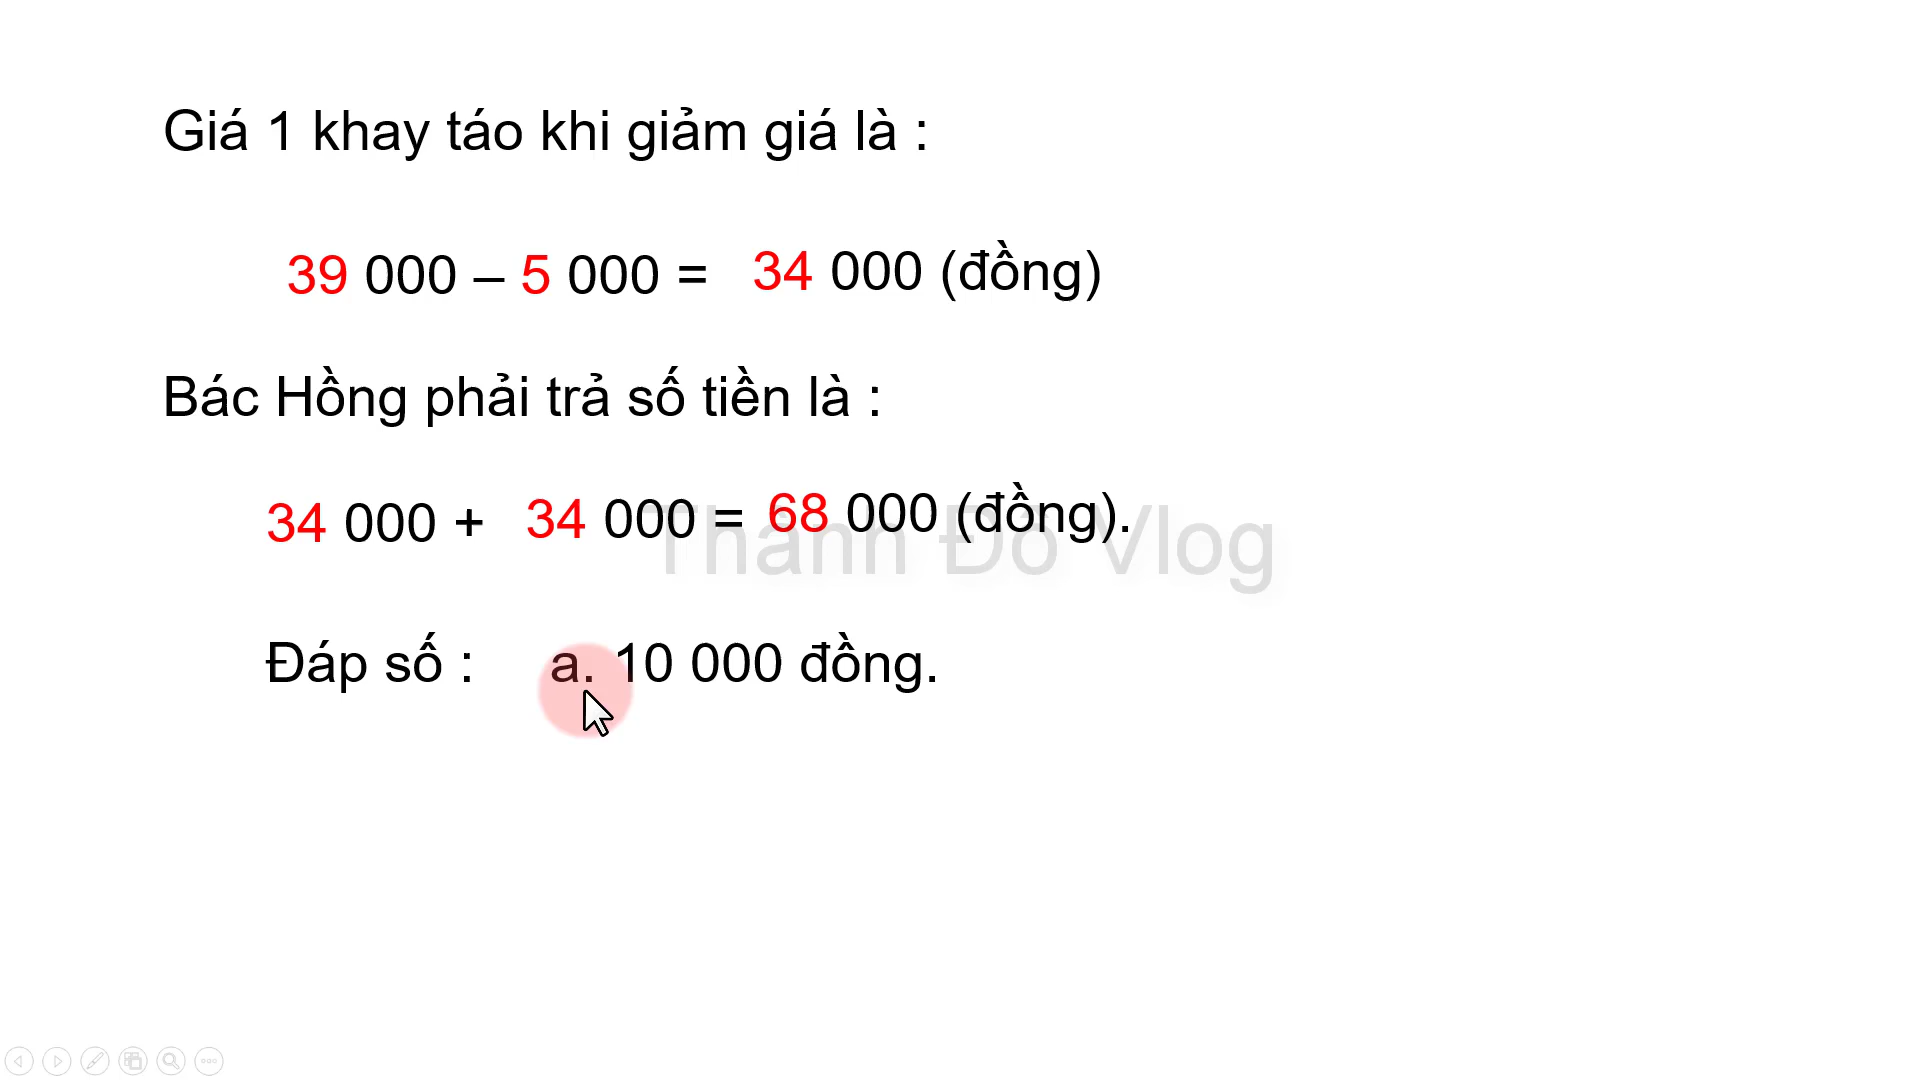 Giá 1 khay táo khi giảm giá là :
39 000 – 5 000 = 34 000 (đồng)
Bác Hồng phải trả số tiền là :
34 000 + 34 000 = 68 000 (đồng).
Thanh Đô Vlog
Đáp số : a. 10 000 đồng.